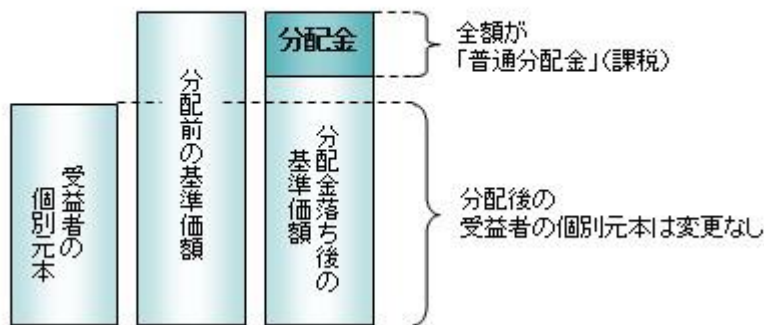 受益者の
個別元本
分配前の基準価額
分配金
分配金落ち後の
基準価額
全額が
「普通分配金」(課税)
分配後の
受益者の個別元本は変更なし